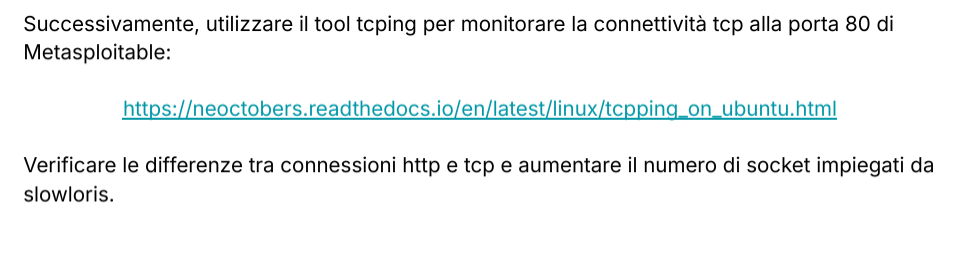 Successivamente, utilizzare il tool tcping per monitorare la connettività tcp alla porta 80 di
Metasploitable:
https://neoctobers.readthedocs.io/en/latest/linux/tcpping_on_ubuntu.html
Verificare le differenze tra connessioni http e tcp e aumentare il numero di socket impiegati da
slowloris.